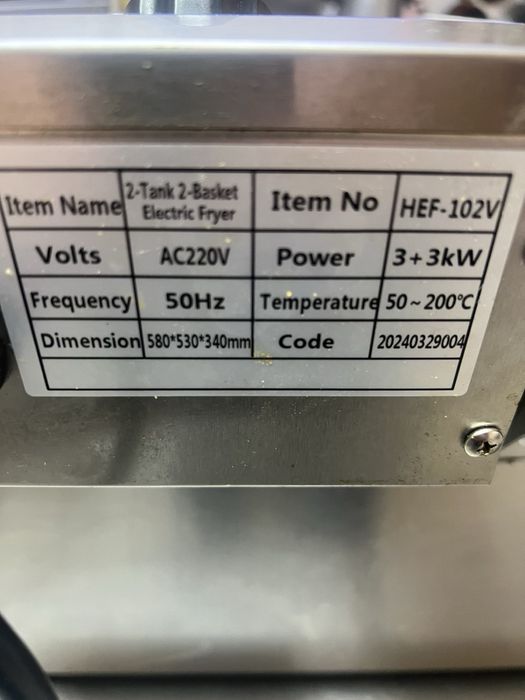 Item Name 2-Tank 2-Basket Electric Fryer Item No HEF-102V
Volts AC220V Power 3+3kW
Frequency 50Hz Temperature 50~200℃
Dimension 580*530*340mm Code 20240329004